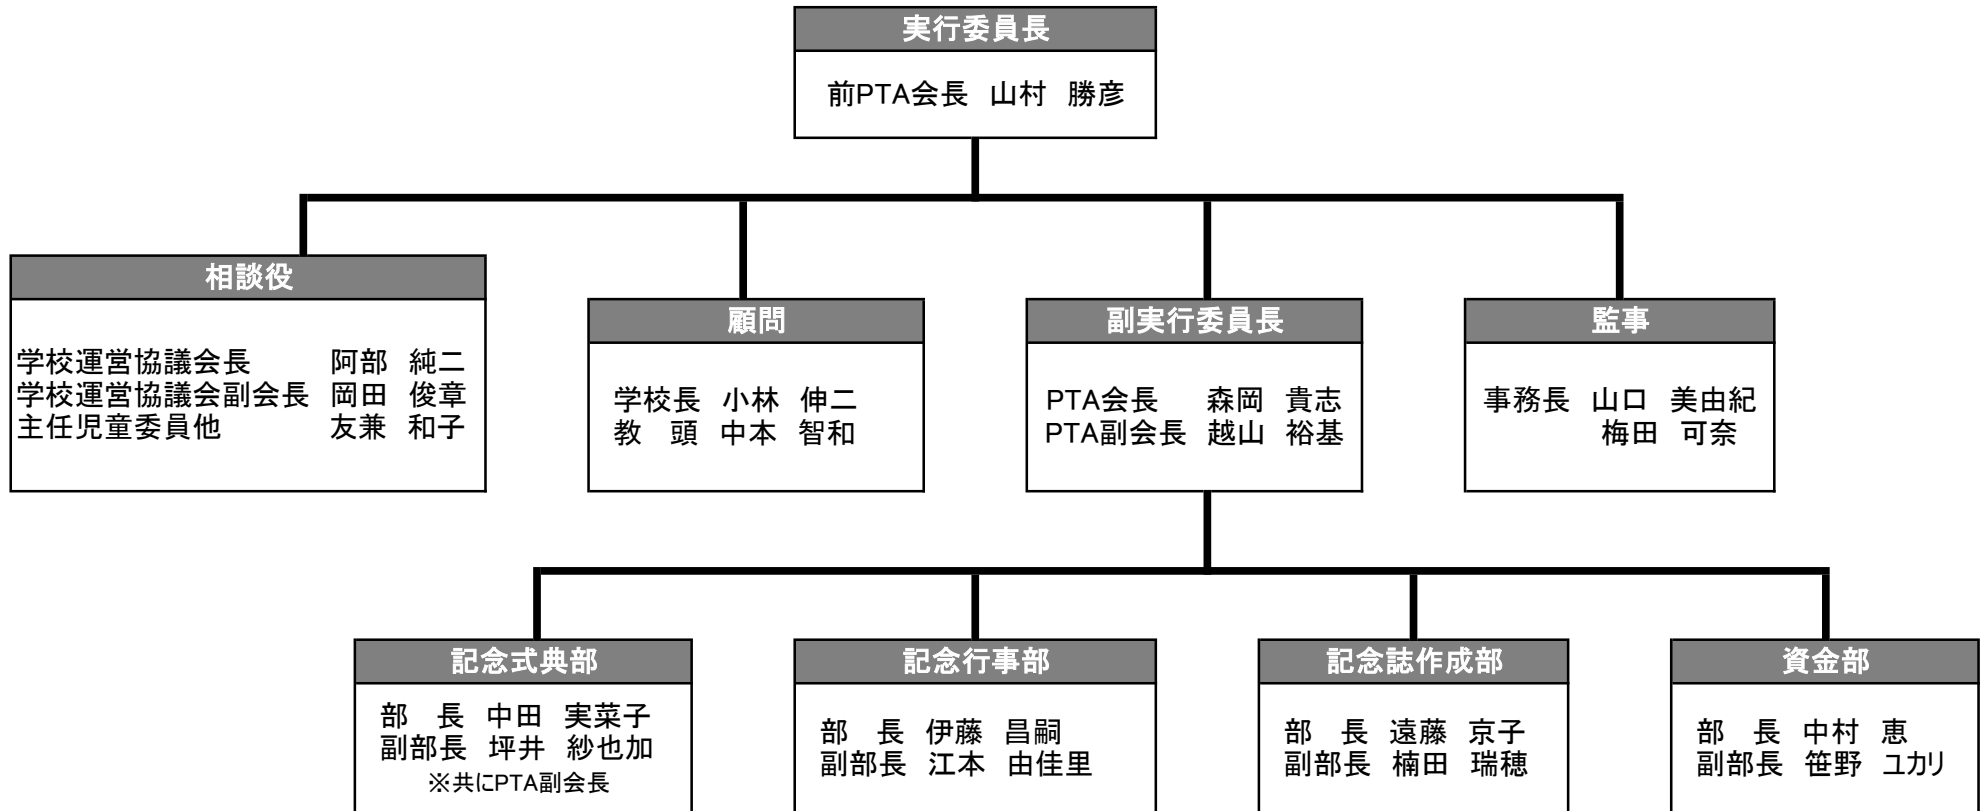 実行委員長
前PTA会長　山村　勝彦
相談役
学校運営協議会長　阿部　純二
学校運営協議会副会長　岡田　俊章
主任児童委員他　友兼　和子
顧問
学校長　小林　伸二
教　頭　中本　智和
副実行委員長
PTA会長　森岡　貴志
PTA副会長　越山　裕基
監事
事務長　山口　美由紀
梅田　可奈
記念式典部
部　長　中田　実菜子
副部長　坪井　紗也加
※共にPTA副会長
記念行事部
部　長　伊藤　昌嗣
副部長　江本　由佳里
記念誌作成部
部　長　遠藤　京子
副部長　楠田　瑞穂
資金部
部　長　中村　恵
副部長　笹野　ユカリ